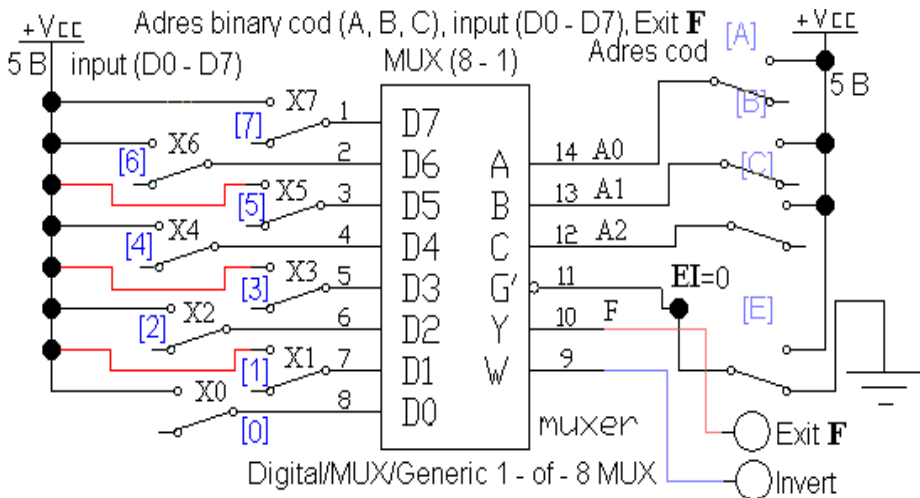 Adres binary cod (A, B, C), input (D0 - D7), Exit F
+Vcc
5 B
input (D0 - D7)
MUX (8 - 1)
Adres cod
[A]
+Vcc
5 B
X7
[7]
1
D7
[B]
X6
[6]
2
D6
A
14
A0
[C]
X5
[5]
3
D5
B
13
A1
X4
[4]
4
D4
C
12
A2
X3
[3]
5
D3
G'
11
EI=0
X2
[2]
6
D2
Y
10
F
[E]
X1
[1]
7
D1
W
9
X0
[0]
8
D0
muxer
Exit F
Digital/MUX/Generic 1 - of - 8 MUX
Invert